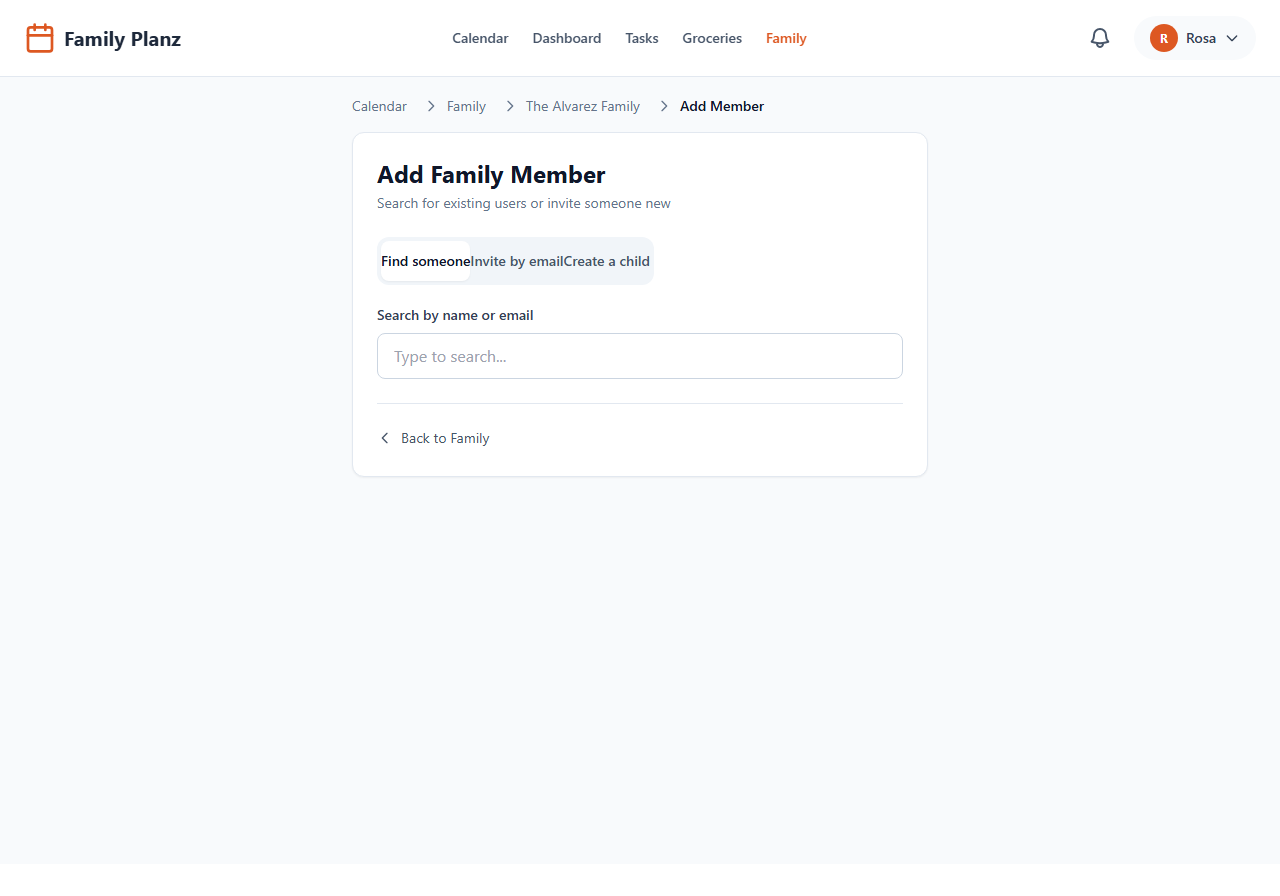 Family Planz
Calendar Dashboard Tasks Groceries Family
R Rosa
Calendar Family The Alvarez Family Add Member
Add Family Member
Search for existing users or invite someone new
Find someone Invite by email Create a child
Search by name or email
Type to search...
Back to Family